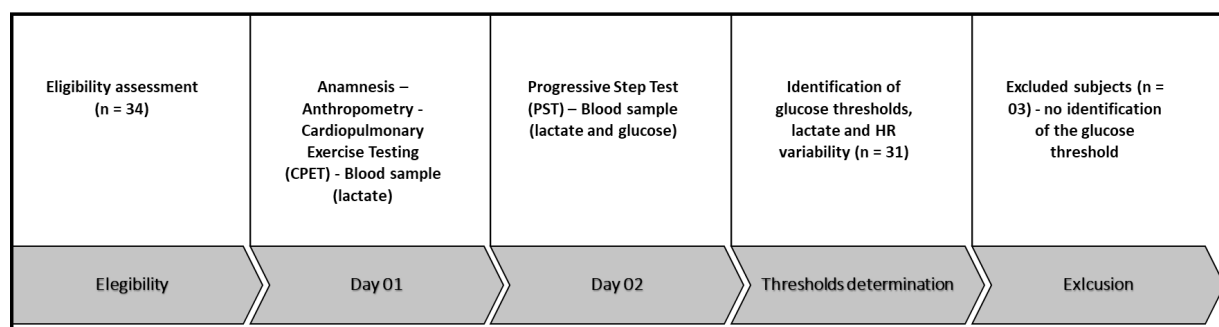 Eligibility assessment
(n = 34)
Anamnesis –
Anthropometry -
Cardiopulmonary
Exercise Testing
(CPET) - Blood sample
(lactate)
Progressive Step Test
(PST) – Blood sample
(lactate and glucose)
Identification of
glucose thresholds,
lactate and HR
variability (n = 31)
Excluded subjects (n =
03) - no identification
of the glucose
threshold
Elegibility
Day 01
Day 02
Thresholds determination
Exlcusion